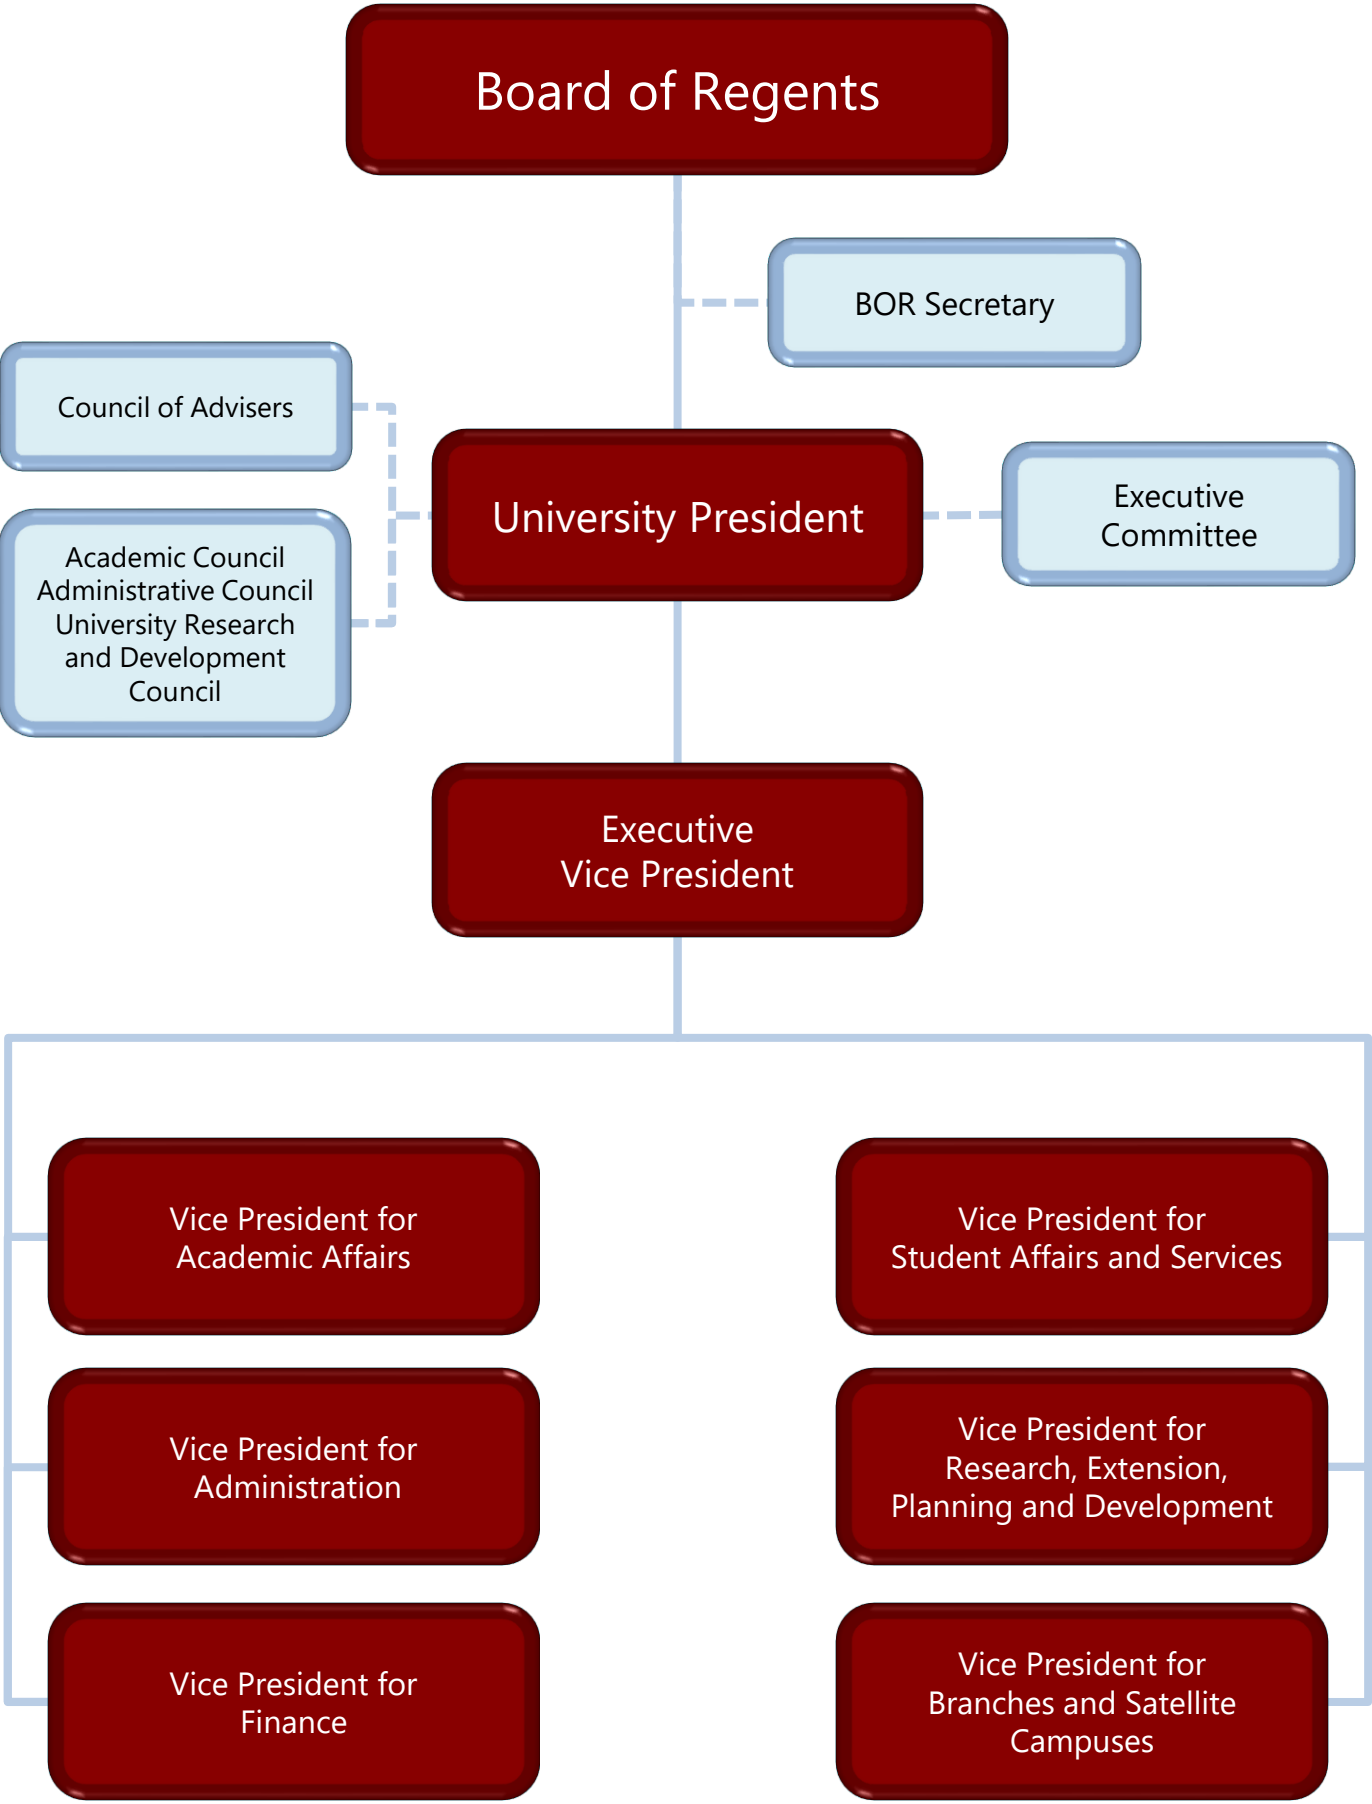 Board of Regents
BOR Secretary
Council of Advisers
University President
Executive
Committee
Academic Council
Administrative Council
University Research
and Development
Council
Executive
Vice President
Vice President for
Academic Affairs
Vice President for
Student Affairs and Services
Vice President for
Administration
Vice President for
Research, Extension,
Planning and Development
Vice President for
Finance
Vice President for
Branches and Satellite
Campuses